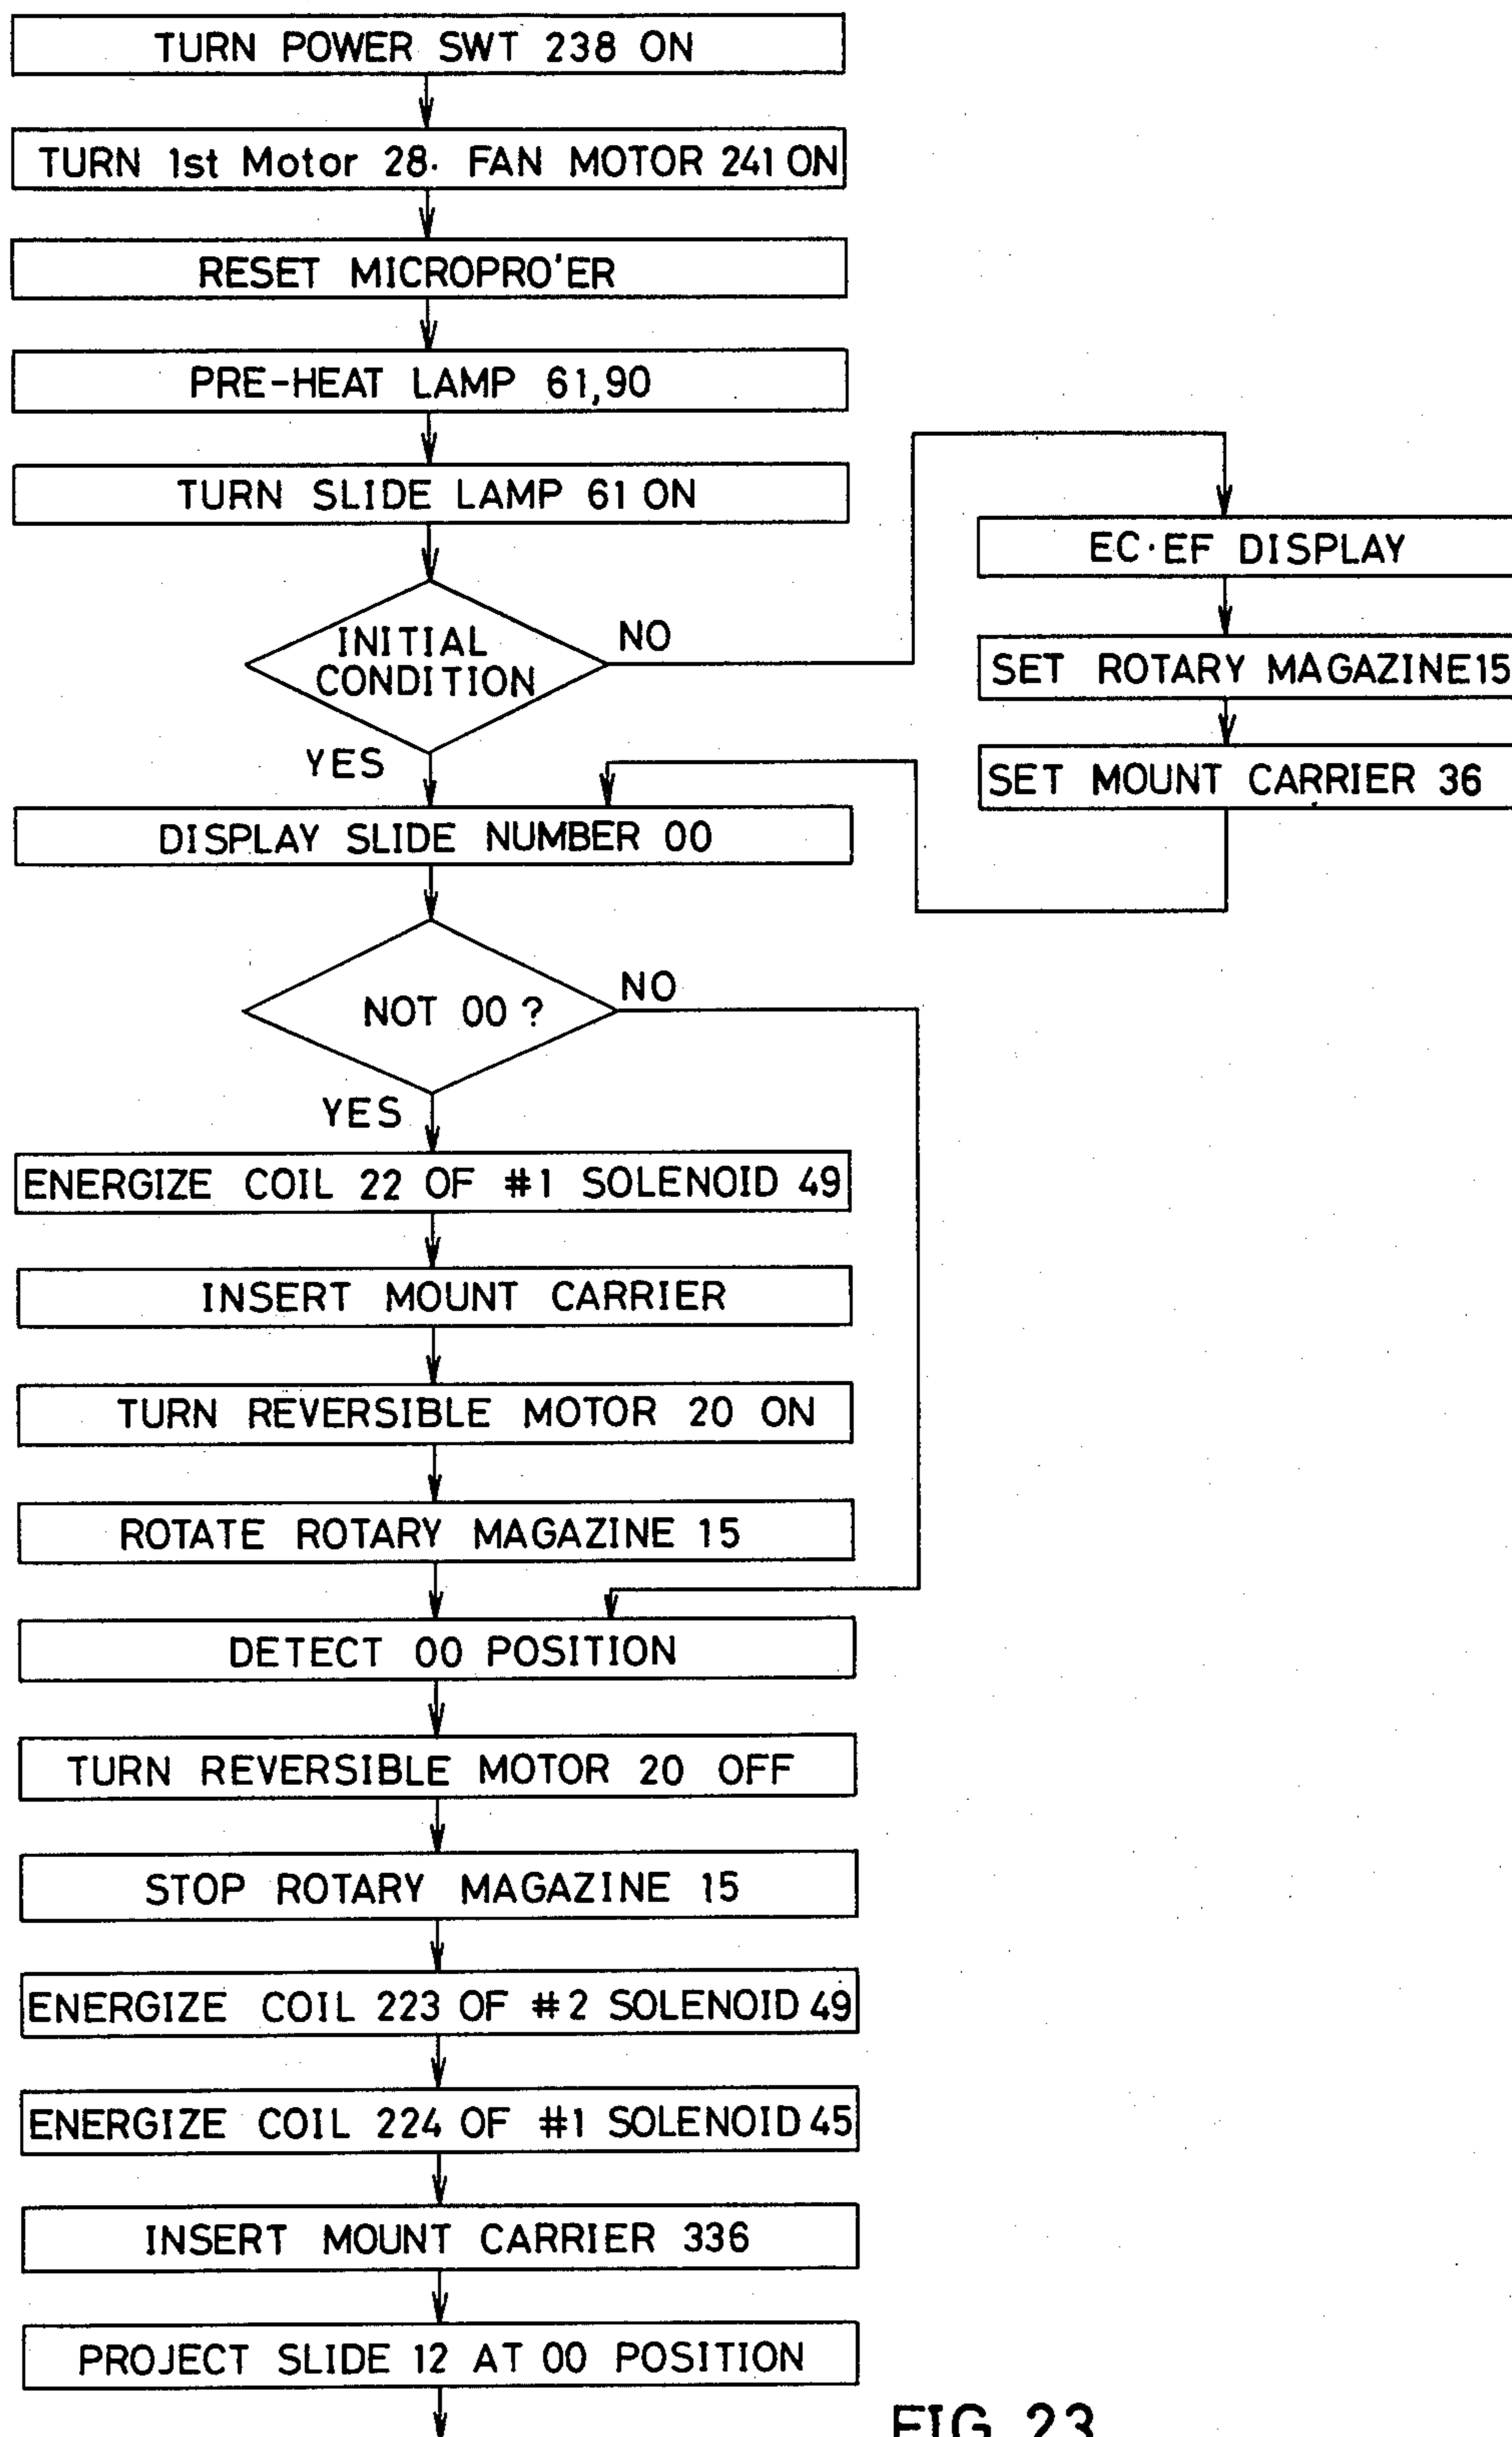 TURN POWER SWT 238 ON
TURN 1st Motor 28. FAN MOTOR 241 ON
RESET MICROPRO'ER
PRE-HEAT LAMP 61,90
TURN SLIDE LAMP 61 ON
INITIAL
CONDITION
NO
YES
EC·EF DISPLAY
SET ROTARY MAGAZINE15
SET MOUNT CARRIER 36
DISPLAY SLIDE NUMBER 00
NOT 00 ?
NO
YES
ENERGIZE COIL 22 OF #1 SOLENOID 49
INSERT MOUNT CARRIER
TURN REVERSIBLE MOTOR 20 ON
ROTATE ROTARY MAGAZINE 15
DETECT 00 POSITION
TURN REVERSIBLE MOTOR 20 OFF
STOP ROTARY MAGAZINE 15
ENERGIZE COIL 223 OF #2 SOLENOID 49
ENERGIZE COIL 224 OF #1 SOLENOID 45
INSERT MOUNT CARRIER 336
PROJECT SLIDE 12 AT 00 POSITION
FIG. 23